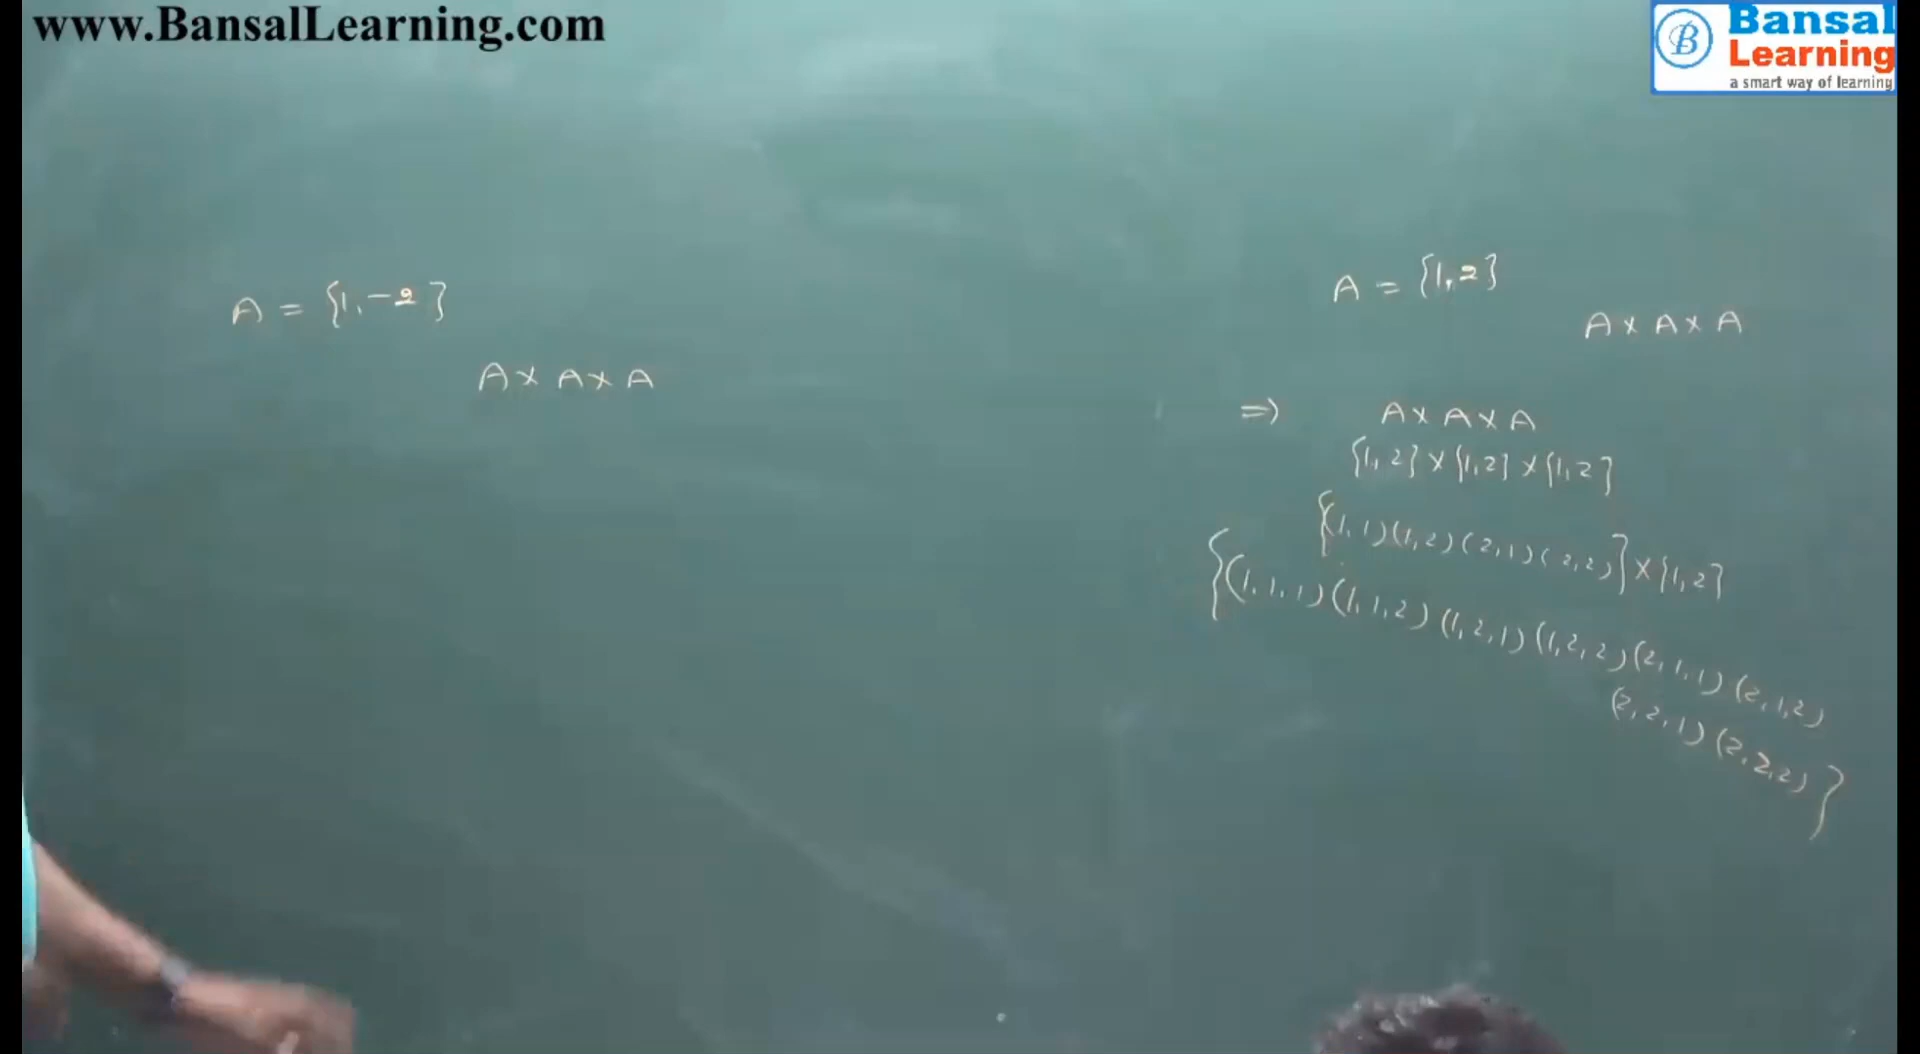 www.BansalLearning.com
Bansal
Learning
a smart way of learning
A = {1, -2}
A x A x A
A = {1, 2}
A x A x A
=> A x A x A
{1, 2} x {1, 2} x {1, 2}
{(1, 1) (1, 2) (2, 1) (2, 2)} x {1, 2}
{(1, 1, 1) (1, 1, 2) (1, 2, 1) (1, 2, 2) (2, 1, 1) (2, 1, 2)
(2, 2, 1) (2, 2, 2)}